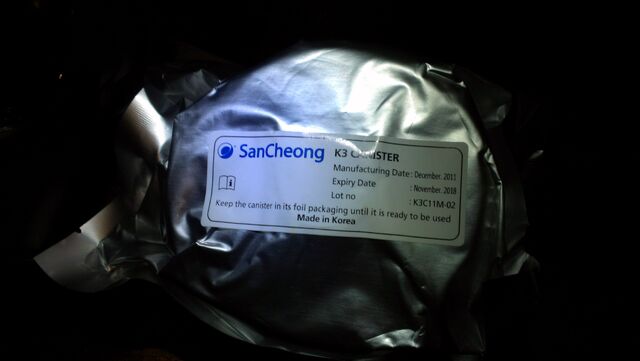 SanCheong K3 CANISTER
Manufacturing Date : December. 2011
Expiry Date : November. 2018
Lot no : K3C11M-02
Keep the canister in its foil packaging until it is ready to be used
Made in Korea